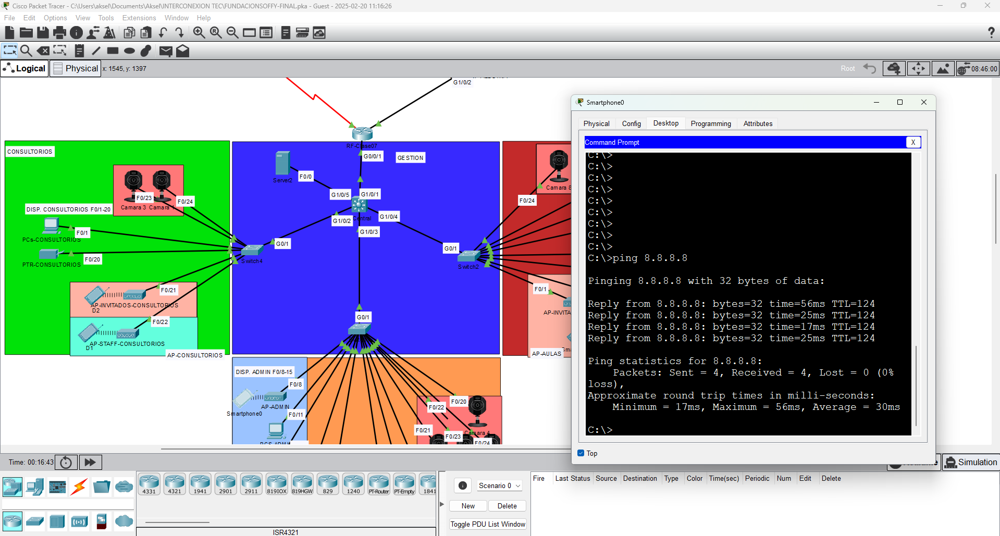 Cisco Packet Tracer - C:\Users\aksel\Documents\Aksel\INTERCONEXION TEC\FUNDACIONSOFFY-FINAL.pka - Guest - 2025-02-20 11:16:26
File Edit Options View Tools Extensions Window Help
?
Logical Physical x: 1545, y: 1397
Root 08:46:00
G1/0/2
RF-Clase07
G0/0/1
GESTION
CONSULTORIOS
Server2
F0/0
G1/0/5
G1/0/1
Central
G1/0/2
G1/0/4
G1/0/3
F0/23
F0/24
Camara 3
DISP. CONSULTORIOS F0/1-20
F0/1
PCs-CONSULTORIOS
F0/20
PTR-CONSULTORIOS
G0/1
Switch4
G0/1
Switch2
F0/24
Camara 8
F0/21
AP-INVITADOS-CONSULTORIOS
D2
F0/22
AP-STAFF-CONSULTORIOS
D1
AP-CONSULTORIOS
F0/1
AP-AULAS
G0/1
DISP. ADMIN F0/8-15
F0/8
AP-ADMIN
Smartphone0
F0/11
F0/20
F0/22
F0/21
F0/23
Camara 4
F0/24
Smartphone0
Physical Config Desktop Programming Attributes
Command Prompt
X
C:\>
C:\>
C:\>
C:\>
C:\>
C:\>
C:\>
C:\>
C:\>
C:\>ping 8.8.8.8
Pinging 8.8.8.8 with 32 bytes of data:
Reply from 8.8.8.8: bytes=32 time=56ms TTL=124
Reply from 8.8.8.8: bytes=32 time=25ms TTL=124
Reply from 8.8.8.8: bytes=32 time=17ms TTL=124
Reply from 8.8.8.8: bytes=32 time=25ms TTL=124
Ping statistics for 8.8.8.8:
Packets: Sent = 4, Received = 4, Lost = 0 (0%
loss),
Approximate round trip times in milli-seconds:
Minimum = 17ms, Maximum = 56ms, Average = 30ms
C:\>
Top
Time: 00:16:43
Simulation
4331 4321 1941 2901 2911 819IOX 819HGW 829 1240 PT-Router PT-Empty 1841
ISR4321
Scenario 0
New Delete
Toggle PDU List Window
Fire Last Status Source Destination Type Color Time(sec) Periodic Num Edit Delete